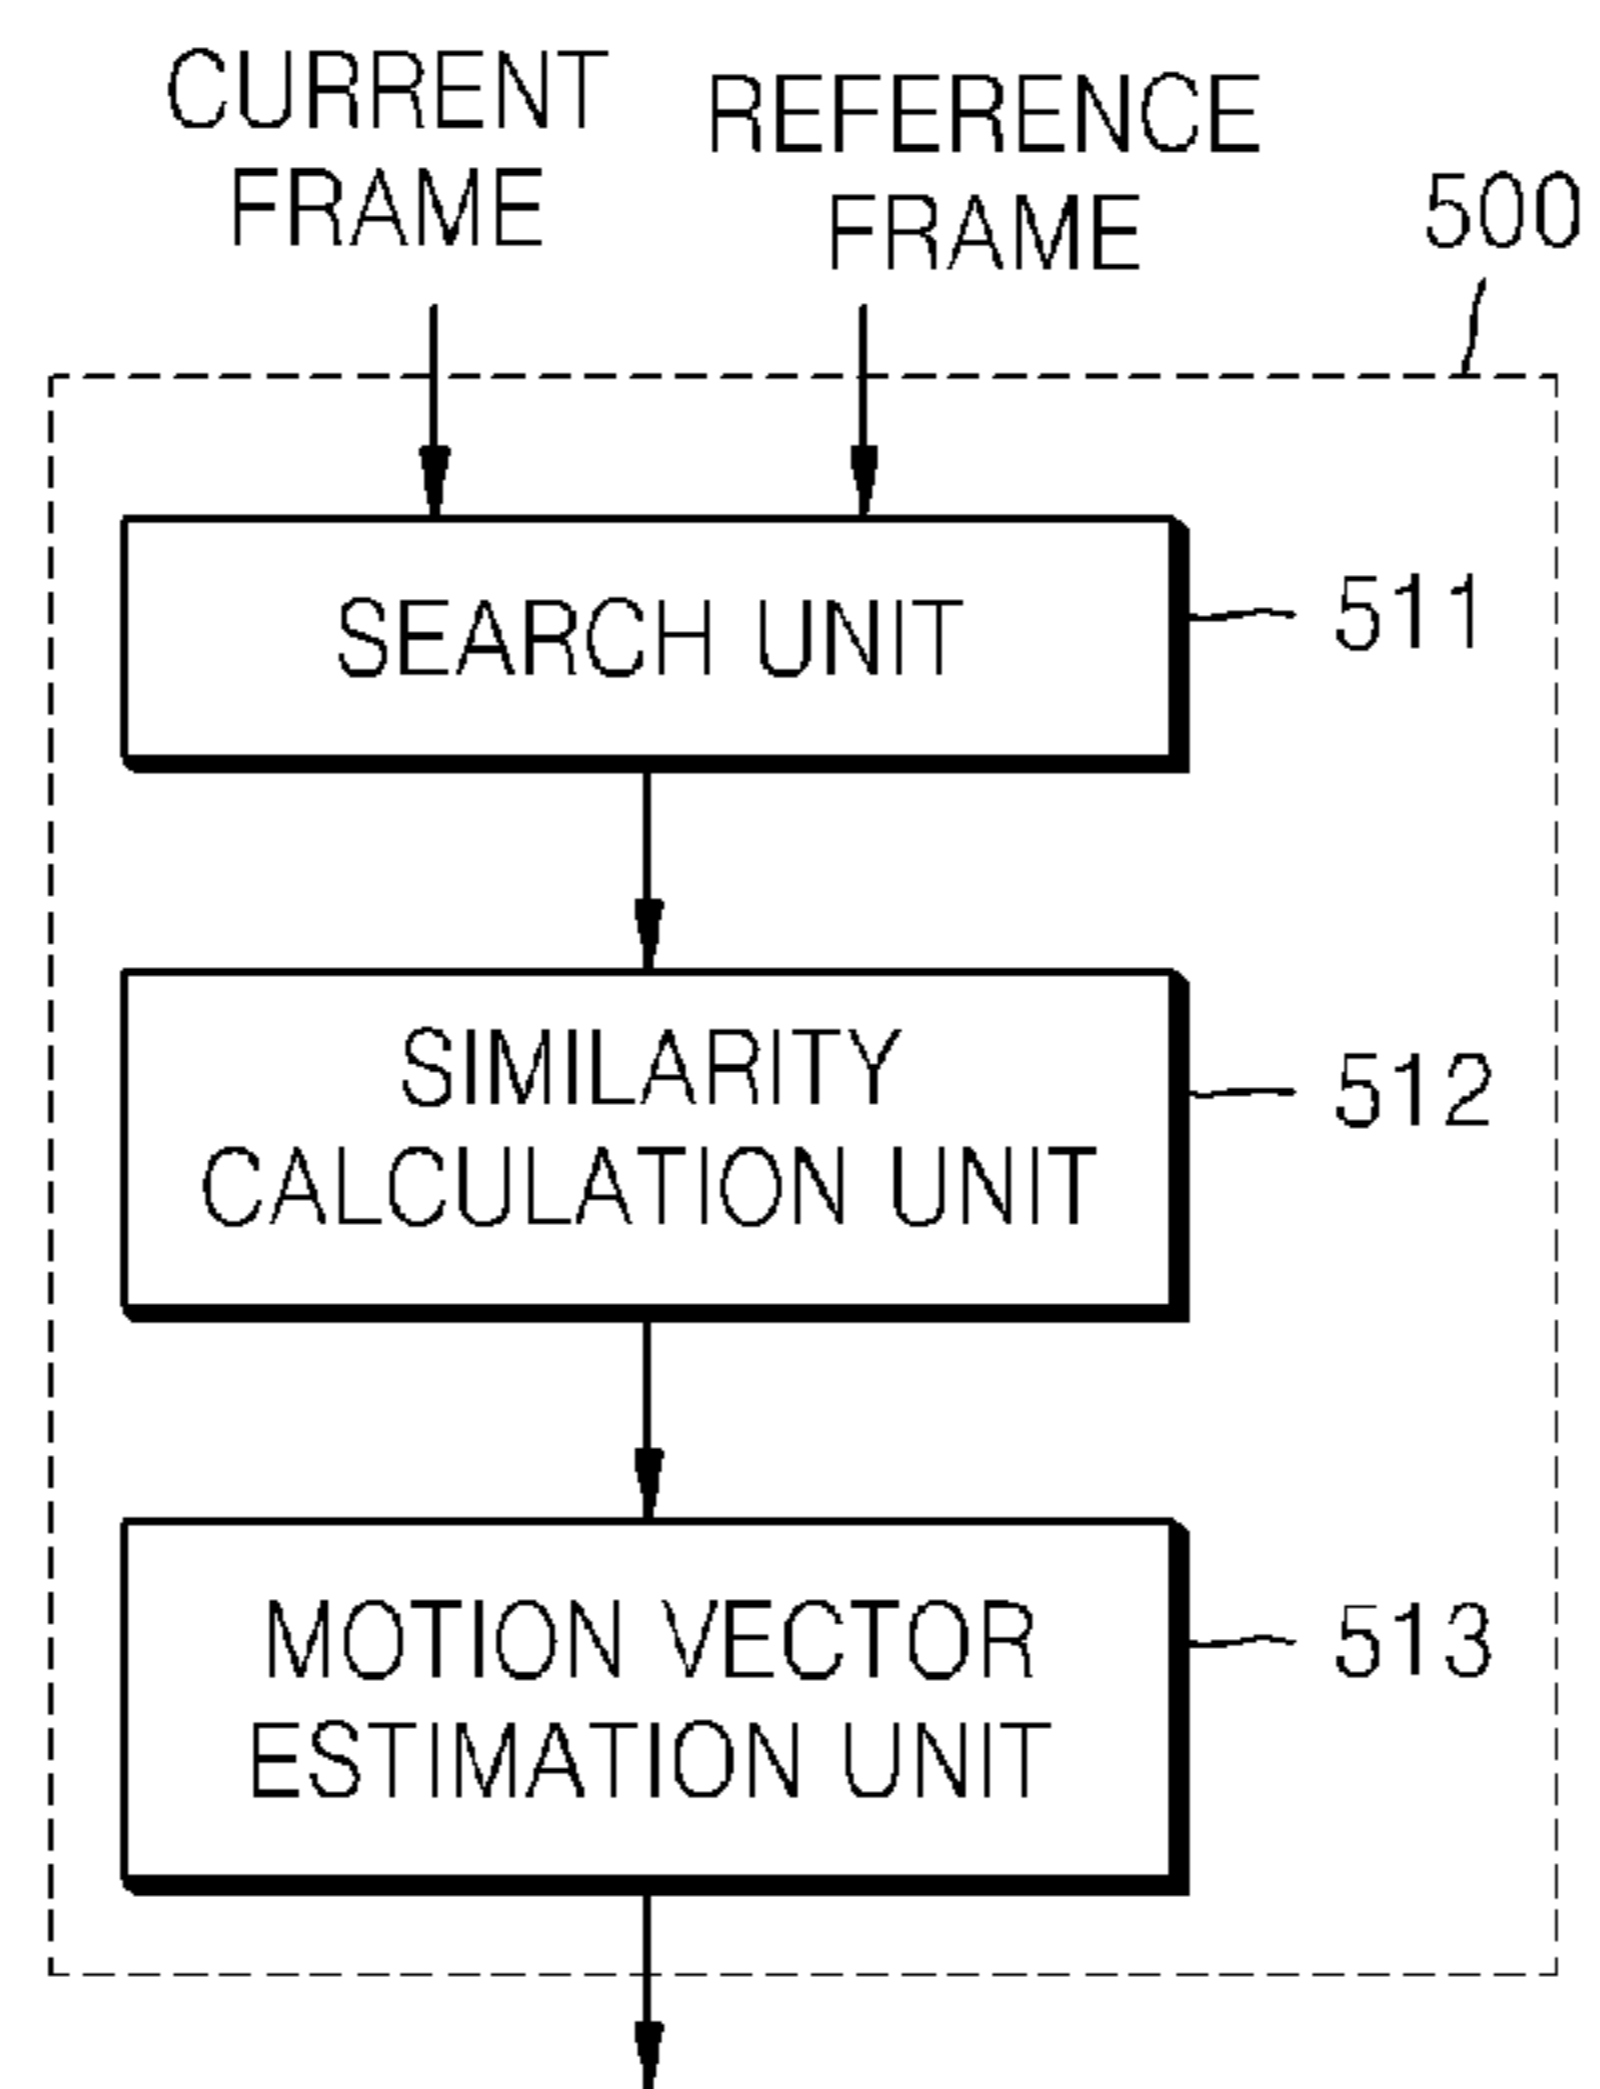 CURRENT
FRAME
REFERENCE
FRAME
500
SEARCH UNIT
511
SIMILARITY
CALCULATION UNIT
512
MOTION VECTOR
ESTIMATION UNIT
513